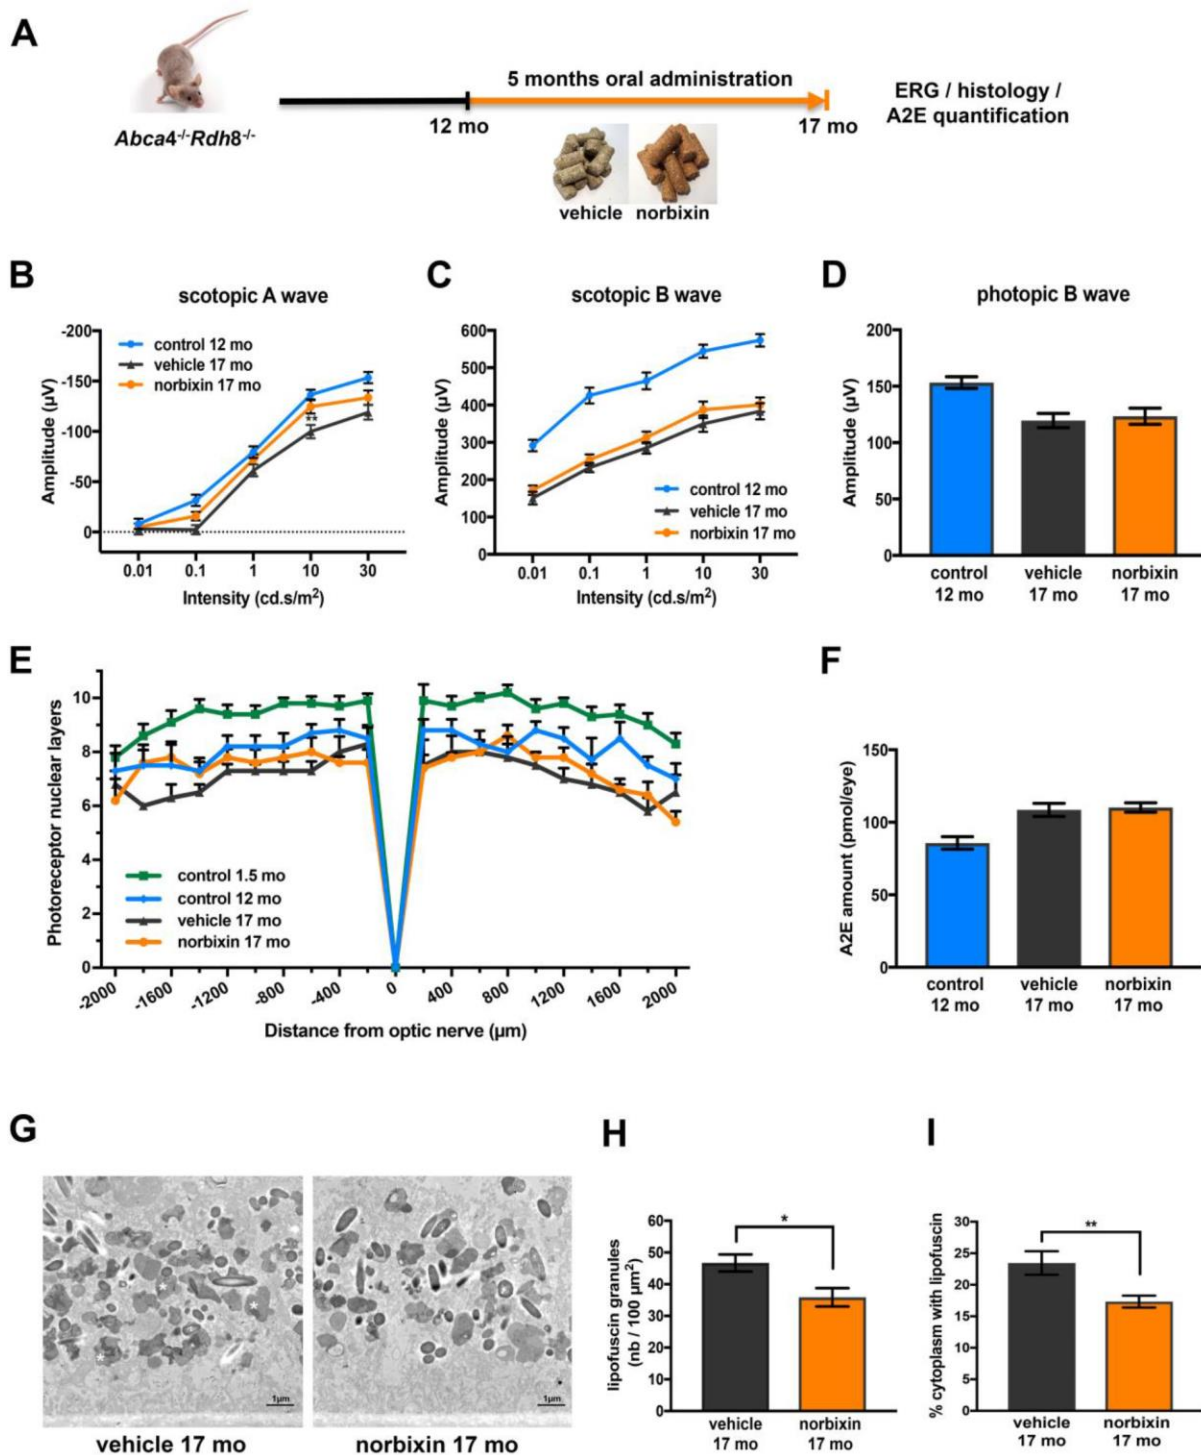 A
Abca4-/-Rdh8-/-
5 months oral administration
12 mo
17 mo
ERG / histology /
A2E quantification
vehicle
norbixin
B
scotopic A wave
-200
-150
-100
-50
0
Amplitude (µV)
control 12 mo
vehicle 17 mo
norbixin 17 mo
**
0.01 0.1 1 10 30
Intensity (cd.s/m²)
C
scotopic B wave
600
500
400
300
200
100
0
Amplitude (µV)
control 12 mo
vehicle 17 mo
norbixin 17 mo
0.01 0.1 1 10 30
Intensity (cd.s/m²)
D
photopic B wave
200
150
100
50
0
Amplitude (µV)
control
12 mo
vehicle
17 mo
norbixin
17 mo
E
10
8
6
4
2
0
Photoreceptor nuclear layers
control 1.5 mo
control 12 mo
vehicle 17 mo
norbixin 17 mo
-2000 -1600 -1200 -800 -400 0 400 800 1200 1600 2000
Distance from optic nerve (µm)
F
150
100
50
0
A2E amount (pmol/eye)
control
12 mo
vehicle
17 mo
norbixin
17 mo
G
1µm
1µm
vehicle 17 mo
norbixin 17 mo
H
60
50
40
30
20
10
0
lipofuscin granules
(nb / 100 µm²)
*
vehicle
17 mo
norbixin
17 mo
I
30
25
20
15
10
5
0
% cytoplasm with lipofuscin
**
vehicle
17 mo
norbixin
17 mo